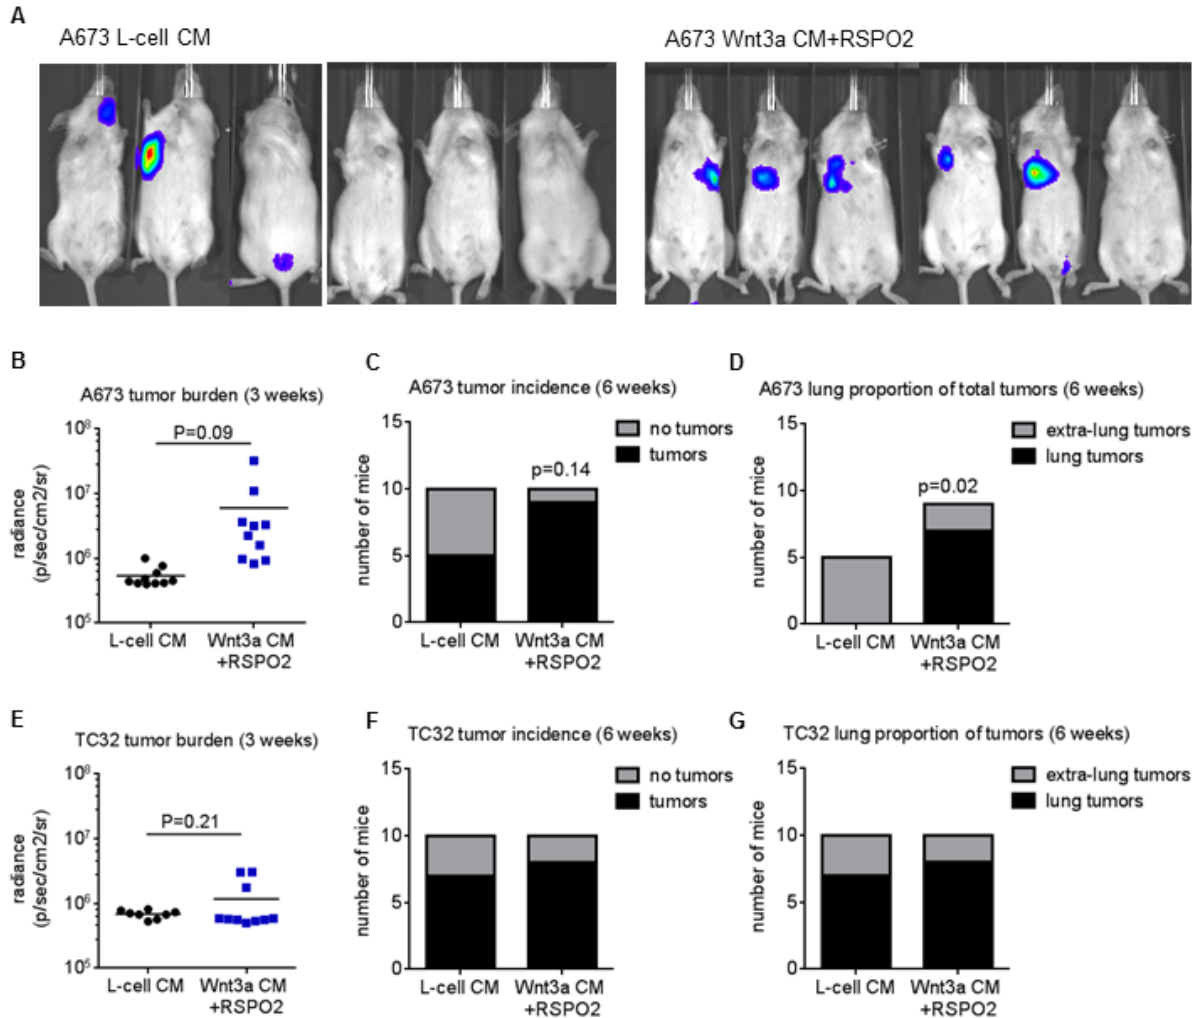 A
A673 L-cell CM
A673 Wnt3a CM+RSPO2
B
A673 tumor burden (3 weeks)
radiance
(p/sec/cm2/sr)
10^8
10^7
10^6
10^5
P=0.09
L-cell CM
Wnt3a CM
+RSPO2
C
A673 tumor incidence (6 weeks)
number of mice
15
10
5
0
no tumors
tumors
p=0.14
L-cell CM
Wnt3a CM
+RSPO2
D
A673 lung proportion of total tumors (6 weeks)
number of mice
15
10
5
0
extra-lung tumors
lung tumors
p=0.02
L-cell CM
Wnt3a CM
+RSPO2
E
TC32 tumor burden (3 weeks)
radiance
(p/sec/cm2/sr)
10^8
10^7
10^6
10^5
P=0.21
L-cell CM
Wnt3a CM
+RSPO2
F
TC32 tumor incidence (6 weeks)
number of mice
15
10
5
0
no tumors
tumors
L-cell CM
Wnt3a CM
+RSPO2
G
TC32 lung proportion of tumors (6 weeks)
number of mice
15
10
5
0
extra-lung tumors
lung tumors
L-cell CM
Wnt3a CM
+RSPO2